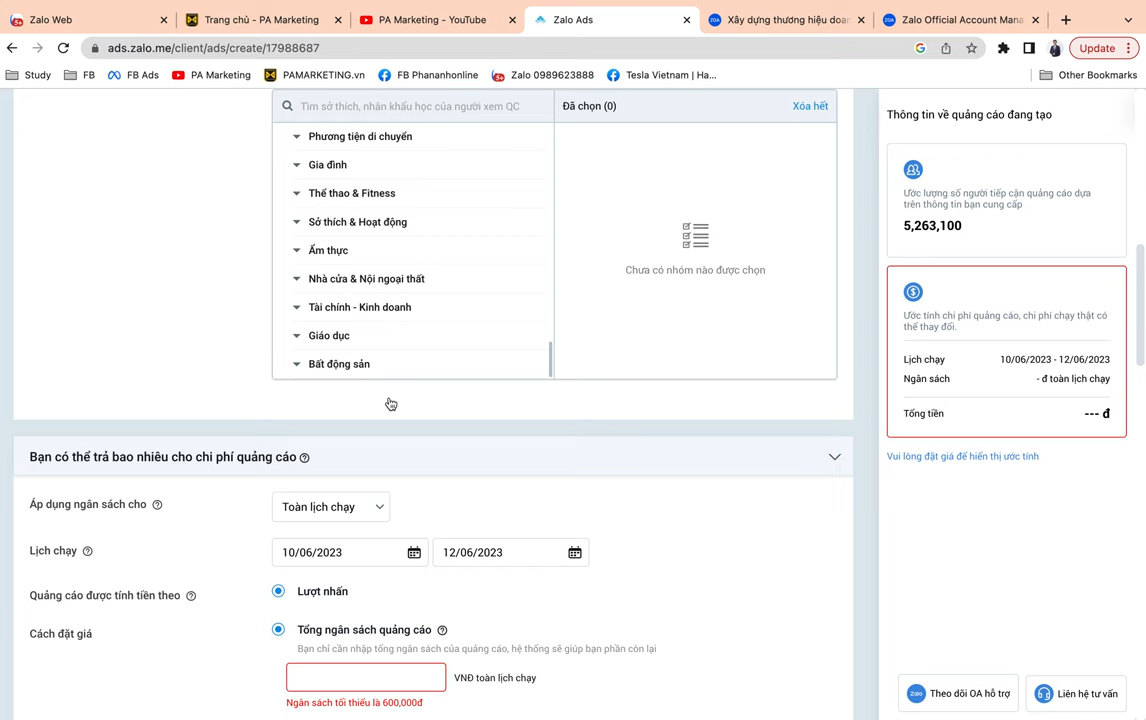 Zalo Web
Trang chủ - PA Marketing
PA Marketing - YouTube
Zalo Ads
Xây dựng thương hiệu doan
Zalo Official Account Mana
ads.zalo.me/client/ads/create/17988687
Update
Study
FB
FB Ads
PA Marketing
PAMARKETING.vn
FB Phananhonline
Zalo 0989623888
Tesla Vietnam | Ha...
Other Bookmarks
Tìm sở thích, nhân khẩu học của người xem QC
Đã chọn (0)
Xóa hết
Phương tiện di chuyển
Gia đình
Thể thao & Fitness
Sở thích & Hoạt động
Ẩm thực
Nhà cửa & Nội ngoại thất
Tài chính - Kinh doanh
Giáo dục
Bất động sản
Chưa có nhóm nào được chọn
Thông tin về quảng cáo đang tạo
Ước lượng số người tiếp cận quảng cáo dựa
trên thông tin bạn cung cấp
5,263,100
Ước tính chi phí quảng cáo, chi phí chạy thật có
thể thay đổi.
Lịch chạy
10/06/2023 - 12/06/2023
Ngân sách
- đ toàn lịch chạy
Tổng tiền
--- đ
Vui lòng đặt giá để hiển thị ước tính
Bạn có thể trả bao nhiêu cho chi phí quảng cáo
Áp dụng ngân sách cho
Toàn lịch chạy
Lịch chạy
10/06/2023
12/06/2023
Quảng cáo được tính tiền theo
Lượt nhấn
Cách đặt giá
Tổng ngân sách quảng cáo
Bạn chỉ cần nhập tổng ngân sách của quảng cáo, hệ thống sẽ giúp bạn phần còn lại
VNĐ toàn lịch chạy
Ngân sách tối thiểu là 600,000đ
Zalo
Theo dõi OA hỗ trợ
Liên hệ tư vấn